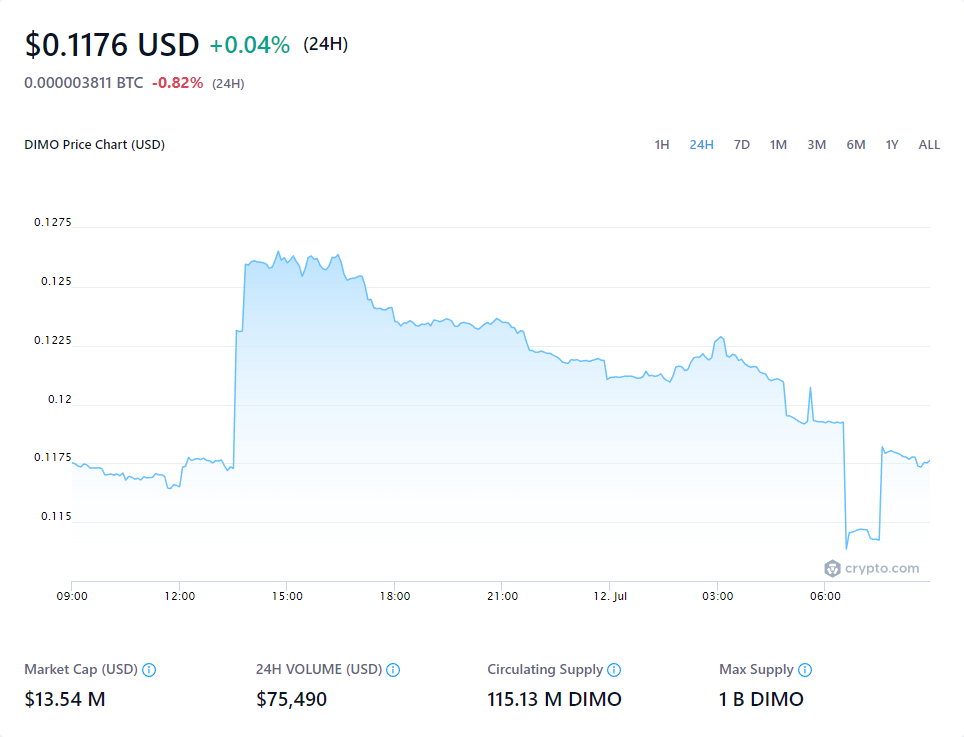 $0.1176 USD +0.04% (24H)
0.000003811 BTC -0.82% (24H)
DIMO Price Chart (USD) 1H 24H 7D 1M 3M 6M 1Y ALL
0.1275
0.125
0.1225
0.12
0.1175
0.115
crypto.com
09:00 12:00 15:00 18:00 21:00 12. Jul 03:00 06:00
Market Cap (USD) 24H VOLUME (USD) Circulating Supply Max Supply
$13.54 M $75,490 115.13 M DIMO 1 B DIMO